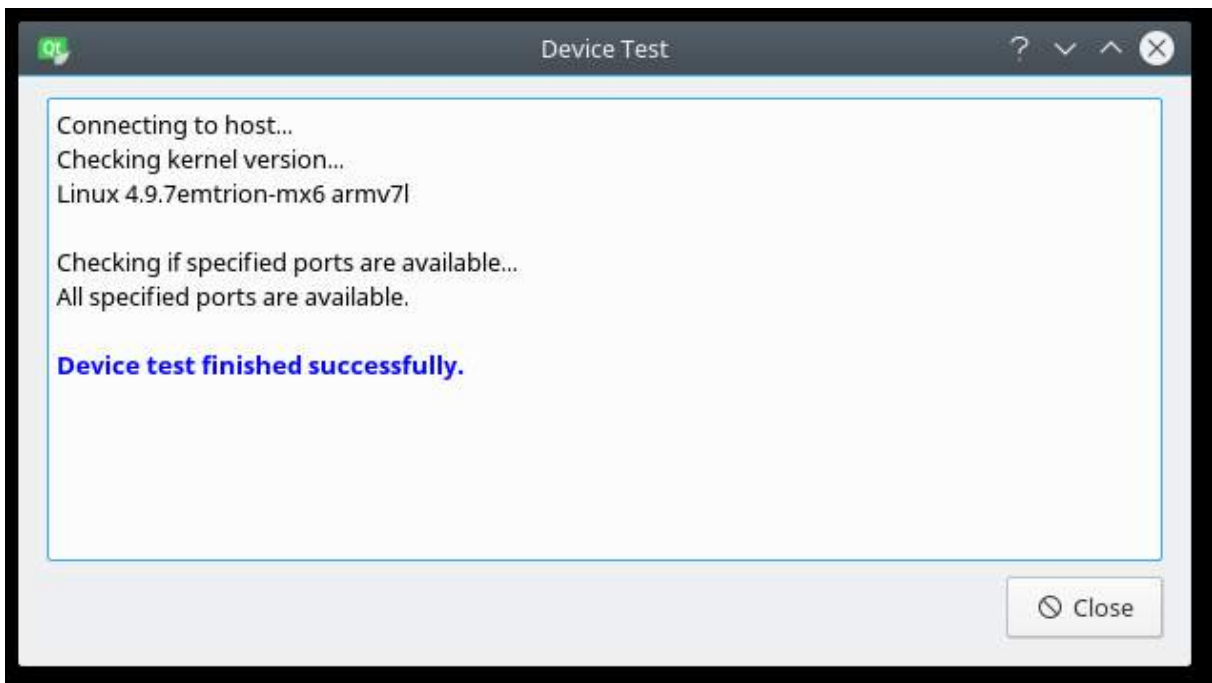 Qt
Device Test
Connecting to host...
Checking kernel version...
Linux 4.9.7emtrion-mx6 armv7l
Checking if specified ports are available...
All specified ports are available.
Device test finished successfully.
Close